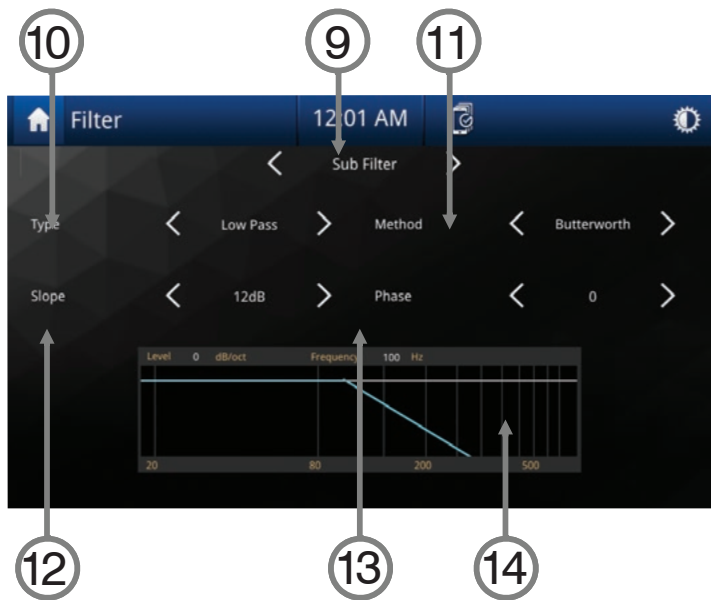 10 9 11
Filter 12:01 AM
Sub Filter
Type Low Pass Method Butterworth
Slope 12dB Phase 0
Level 0 dB/oct Frequency 100 Hz
20 80 200 500
12 13 14